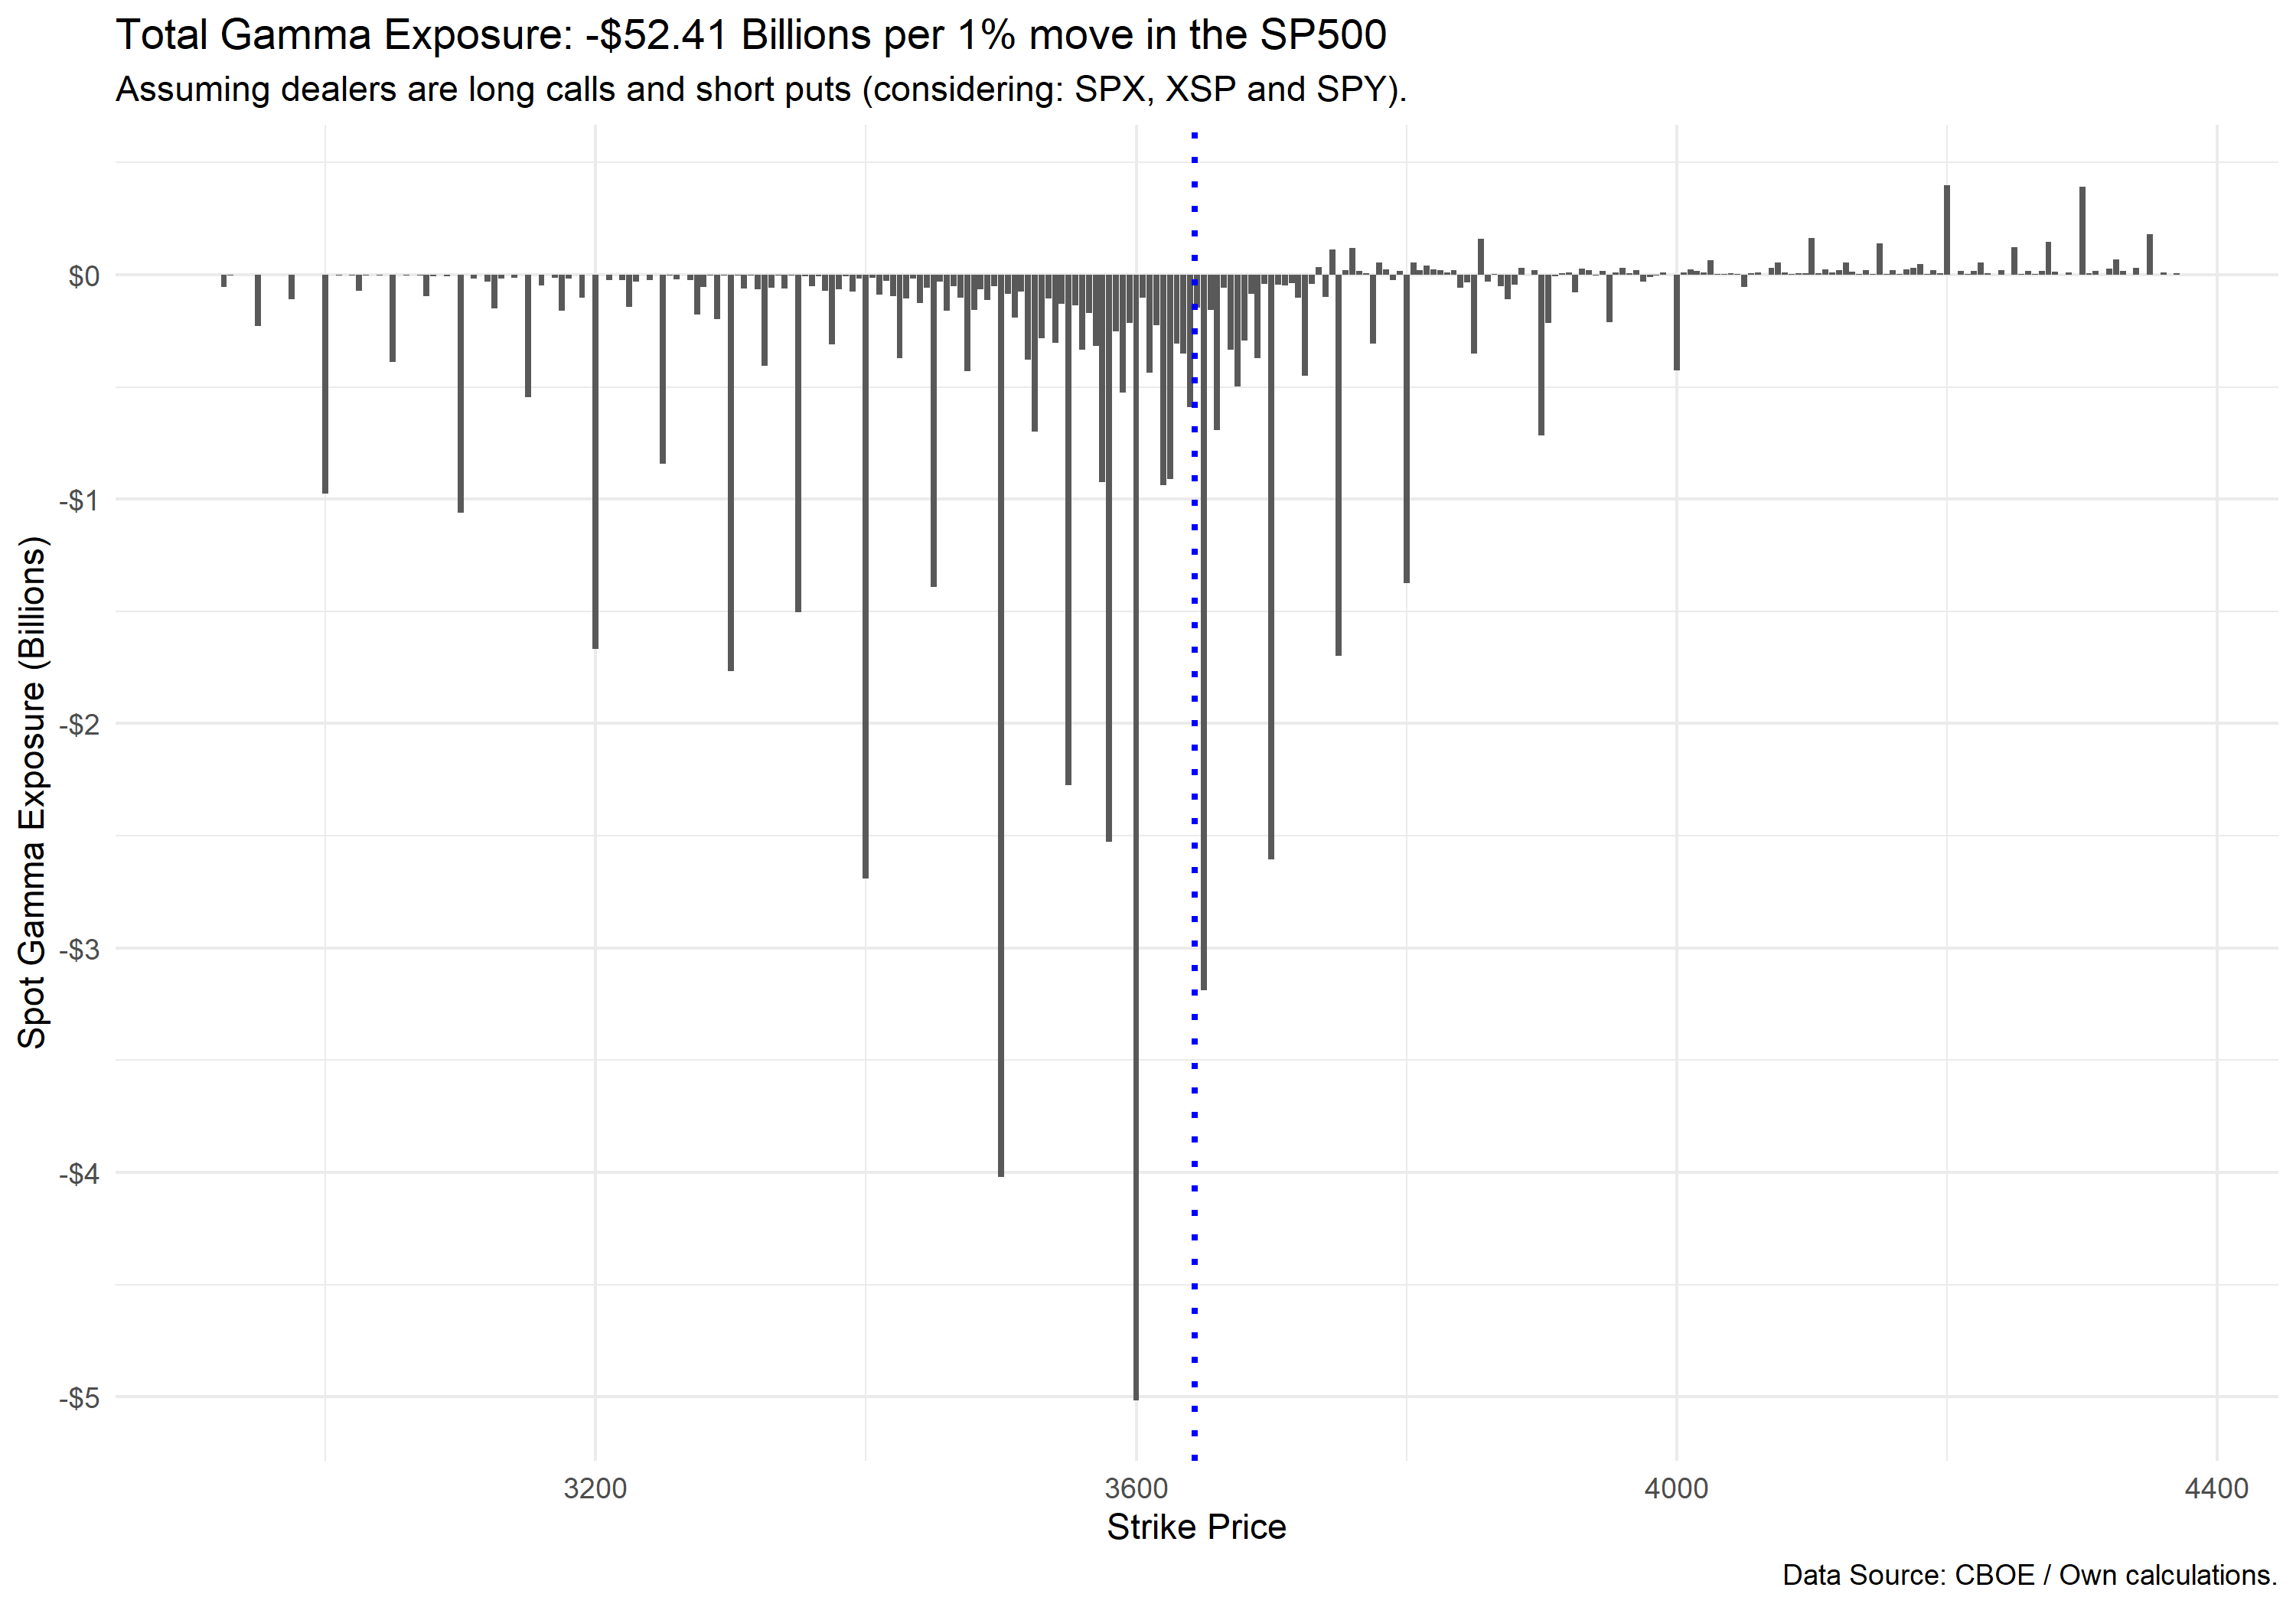 Total Gamma Exposure: -$52.41 Billions per 1% move in the SP500
Assuming dealers are long calls and short puts (considering: SPX, XSP and SPY).
Spot Gamma Exposure (Billions)
$0
-$1
-$2
-$3
-$4
-$5
3200
3600
4000
4400
Strike Price
Data Source: CBOE / Own calculations.